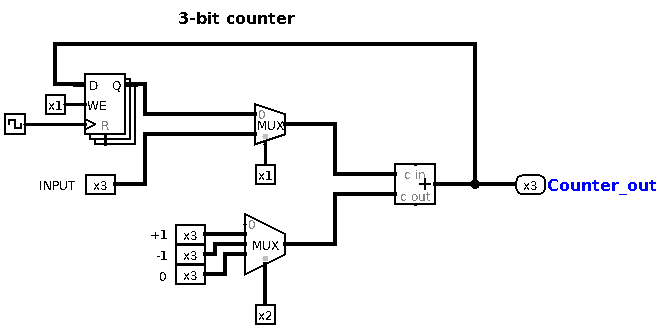 3-bit counter
D Q
x1 WE
R
0
MUX
INPUT x3
x1
c in
+
c out
x3 Counter_out
+1 x3
-1 x3
0 x3
0
MUX
x2